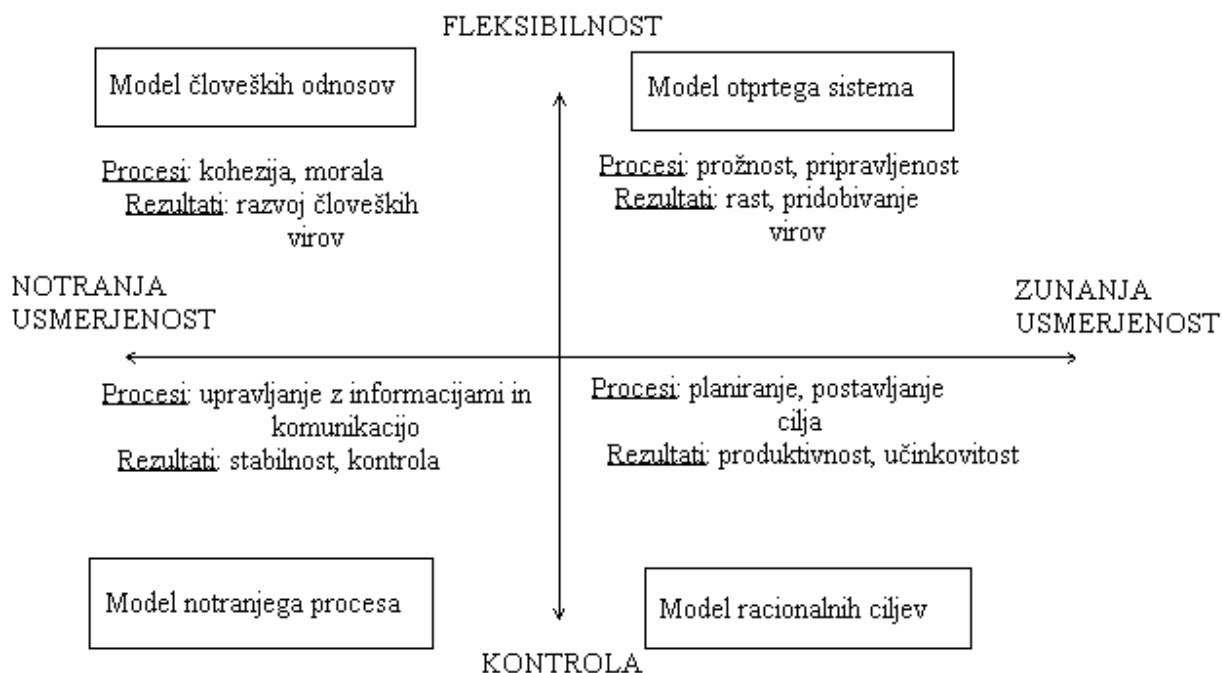 FLEKSIBILNOST
Model človeških odnosov
Model otprtega sistema
Procesi: kohezija, morala
Rezultati: razvoj človeških
virov
Procesi: prožnost, pripravljenost
Rezultati: rast, pridobivanje
virov
NOTRANJA
USMERJENOST
ZUNANJA
USMERJENOST
Procesi: upravljanje z informacijami in
komunikacijo
Rezultati: stabilnost, kontrola
Procesi: planiranje, postavljanje
cilja
Rezultati: produktivnost, učinkovitost
Model notranjega procesa
Model racionalnih ciljev
KONTROLA